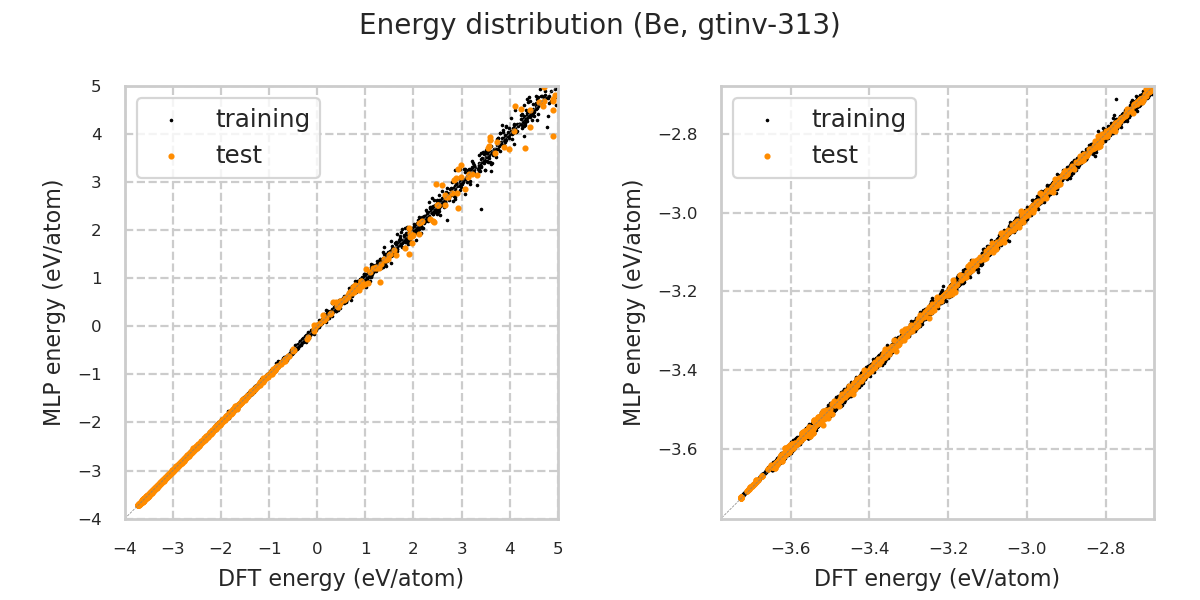 Energy distribution (Be, gtinv-313)
training
test
5
4
3
2
1
0
−1
−2
−3
−4
MLP energy (eV/atom)
−4 −3 −2 −1 0 1 2 3 4 5
DFT energy (eV/atom)
training
test
−2.8
−3.0
−3.2
−3.4
−3.6
MLP energy (eV/atom)
−3.6 −3.4 −3.2 −3.0 −2.8
DFT energy (eV/atom)